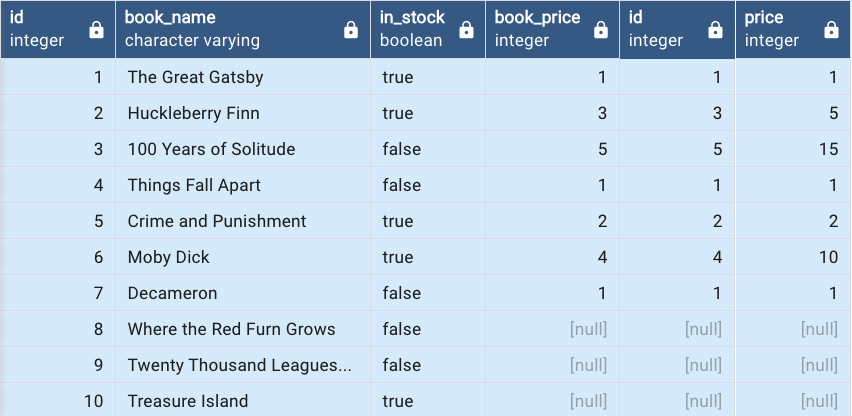 id book_name in_stock book_price id price
integer character varying boolean integer integer integer
1 The Great Gatsby true 1 1 1
2 Huckleberry Finn true 3 3 5
3 100 Years of Solitude false 5 5 15
4 Things Fall Apart false 1 1 1
5 Crime and Punishment true 2 2 2
6 Moby Dick true 4 4 10
7 Decameron false 1 1 1
8 Where the Red Furn Grows false [null] [null] [null]
9 Twenty Thousand Leagues... false [null] [null] [null]
10 Treasure Island true [null] [null] [null]